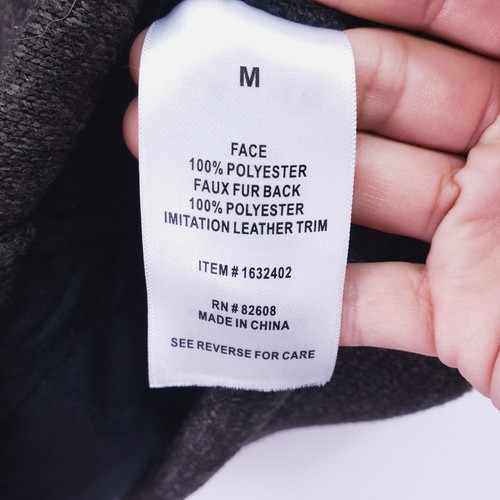 M
FACE
100% POLYESTER
FAUX FUR BACK
100% POLYESTER
IMITATION LEATHER TRIM
ITEM # 1632402
RN # 82608
MADE IN CHINA
SEE REVERSE FOR CARE